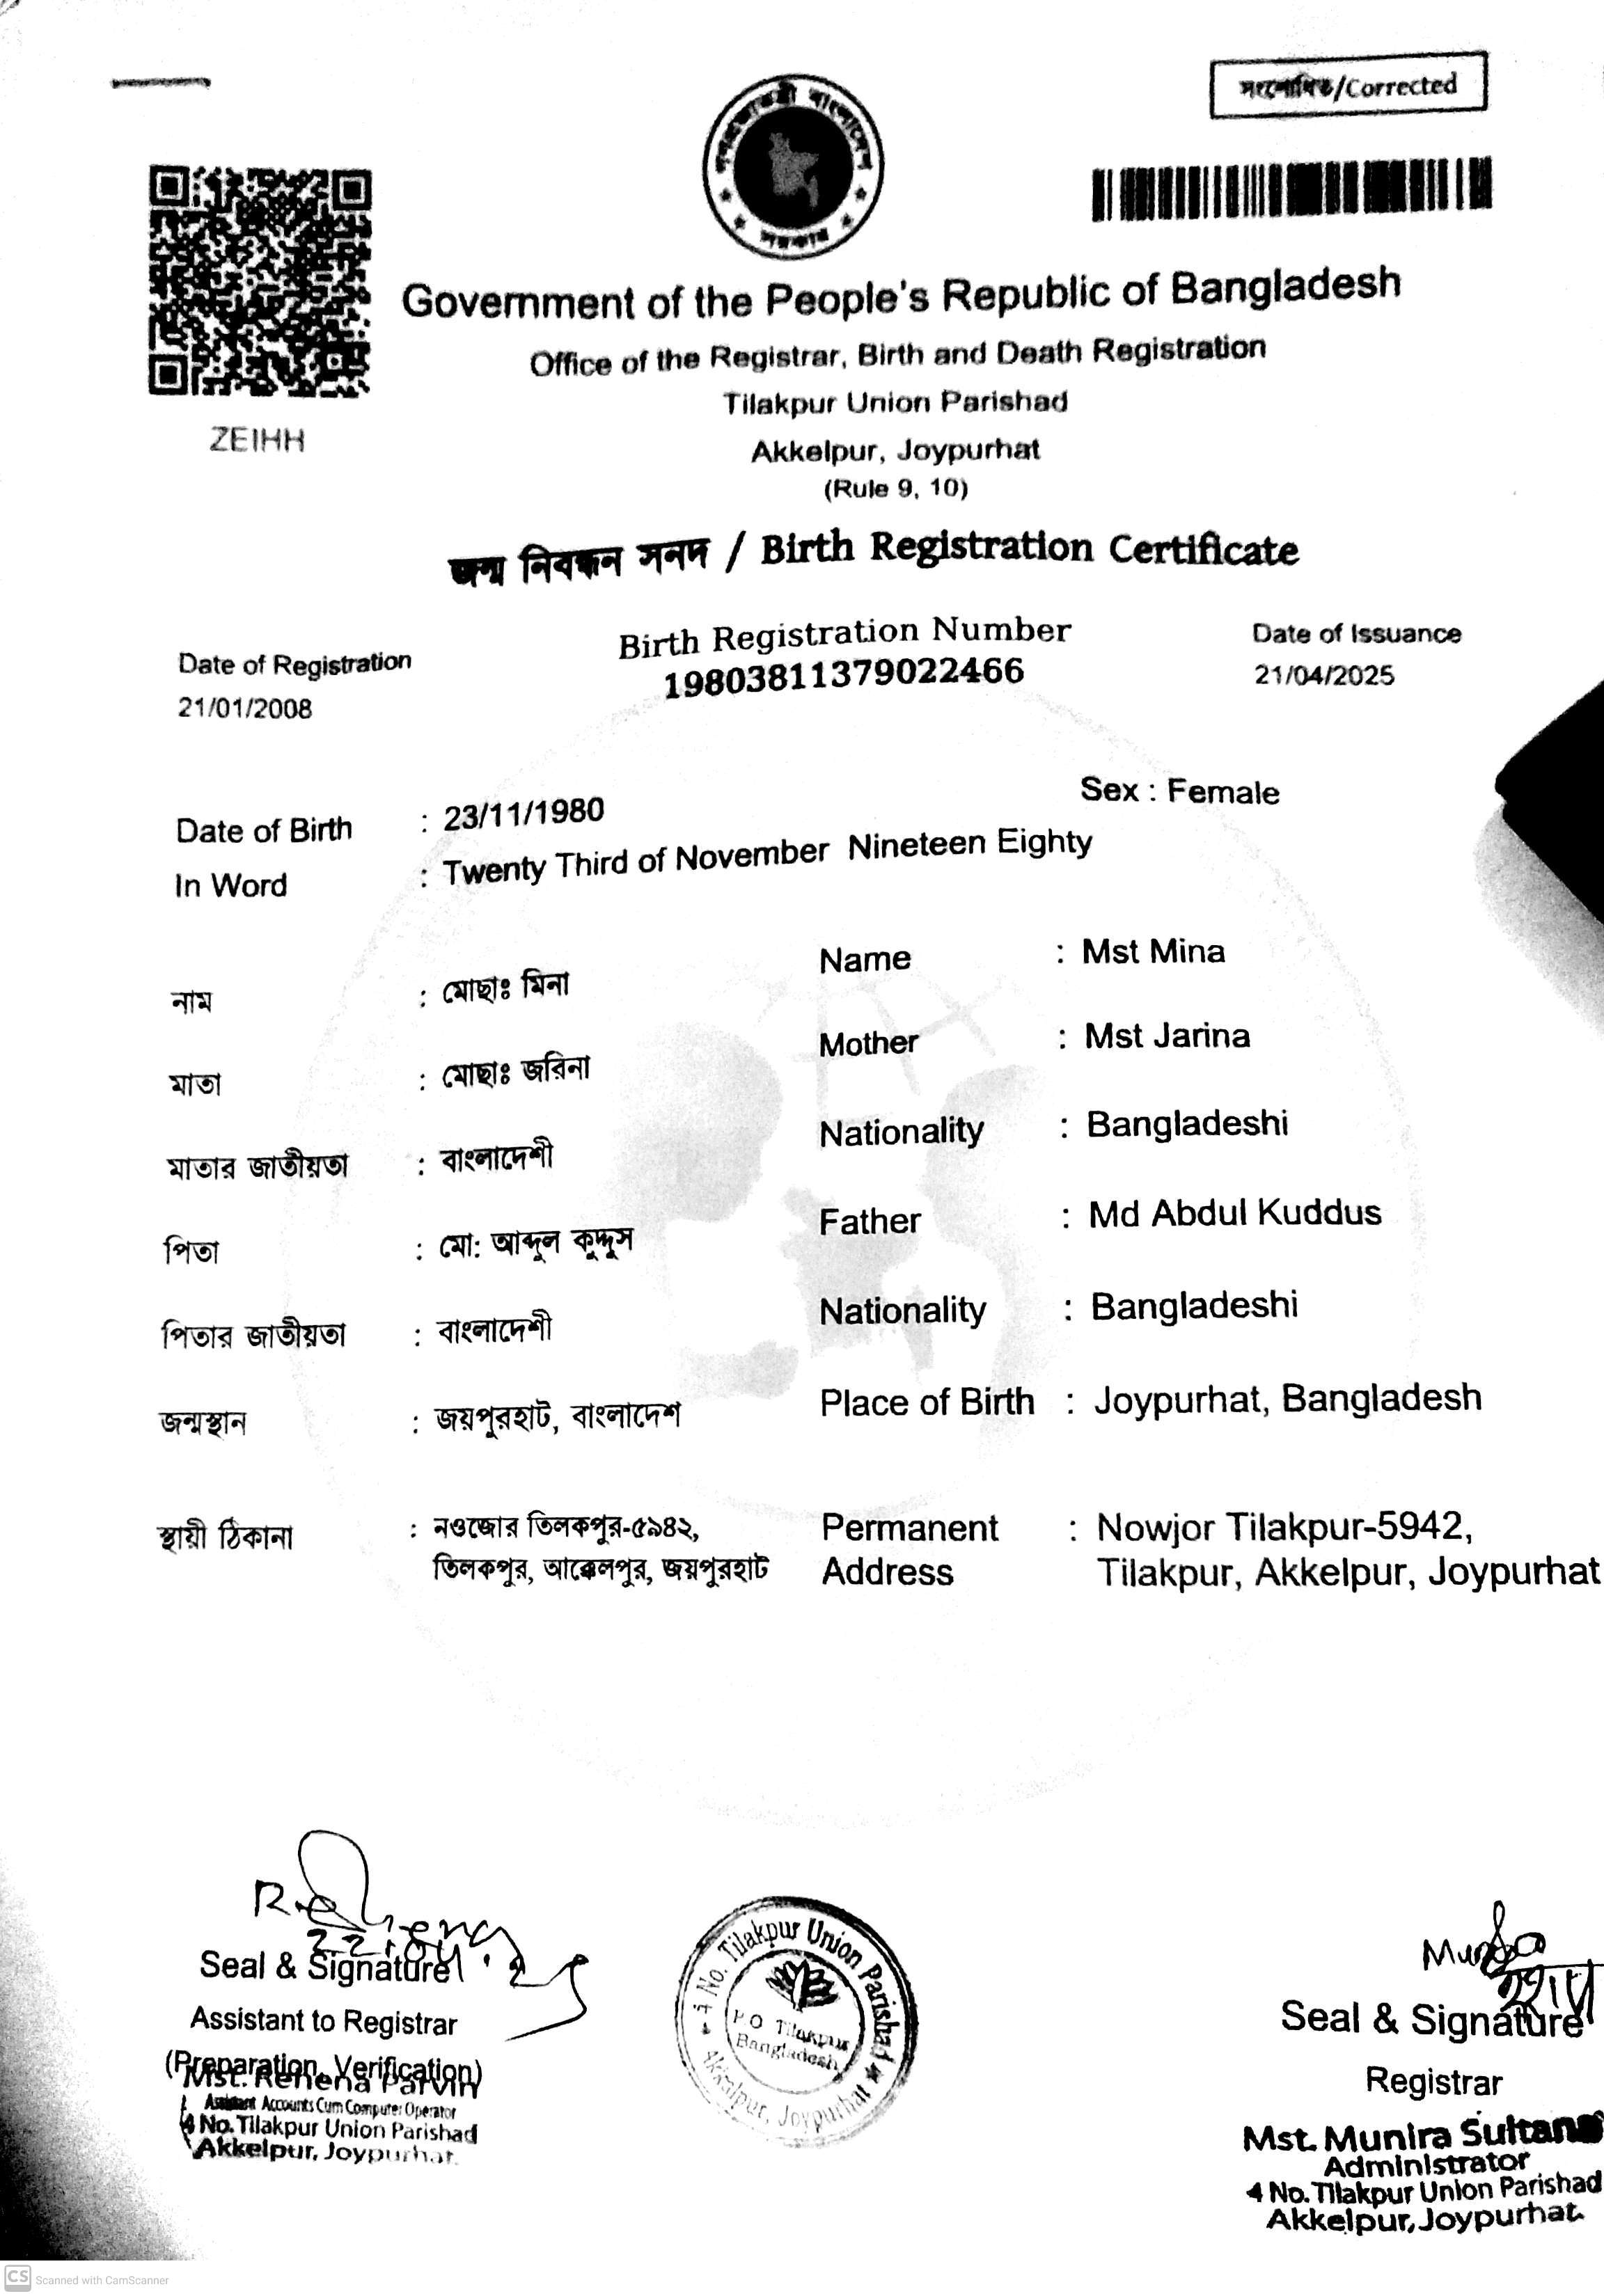 সংশোধিত/Corrected
গণপ্রজাতন্ত্রী বাংলাদেশ
সরকার
ZEIHH
Government of the People's Republic of Bangladesh
Office of the Registrar, Birth and Death Registration
Tilakpur Union Parishad
Akkelpur, Joypurhat
(Rule 9, 10)
জন্ম নিবন্ধন সনদ / Birth Registration Certificate
Date of Registration Birth Registration Number Date of Issuance
21/01/2008 19803811379022466 21/04/2025
Date of Birth : 23/11/1980 Sex : Female
In Word : Twenty Third of November Nineteen Eighty
নাম : মোছাঃ মিনা Name : Mst Mina
মাতা : মোছাঃ জরিনা Mother : Mst Jarina
মাতার জাতীয়তা : বাংলাদেশী Nationality : Bangladeshi
পিতা : মো: আব্দুল কুদ্দুস Father : Md Abdul Kuddus
পিতার জাতীয়তা : বাংলাদেশী Nationality : Bangladeshi
জন্মস্থান : জয়পুরহাট, বাংলাদেশ Place of Birth : Joypurhat, Bangladesh
স্থায়ী ঠিকানা : নওজোর তিলকপুর-৫৯৪২, Permanent : Nowjor Tilakpur-5942,
তিলকপুর, আক্কেলপুর, জয়পুরহাট Address Tilakpur, Akkelpur, Joypurhat
Seal & Signature
Assistant to Registrar
(Preparation, Verification)
Mst. Rehena Parvin
Assistant Accounts Cum Computer Operator
4 No. Tilakpur Union Parishad
Akkelpur, Joypurhat.
4 No. Tilakpur Union Parishad
P.O Tilakpur
Bangladesh
Akkelpur, Joypurhat
Seal & Signature
Registrar
Mst. Munira Sultana
Administrator
4 No. Tilakpur Union Parishad
Akkelpur, Joypurhat.
CS Scanned with CamScanner